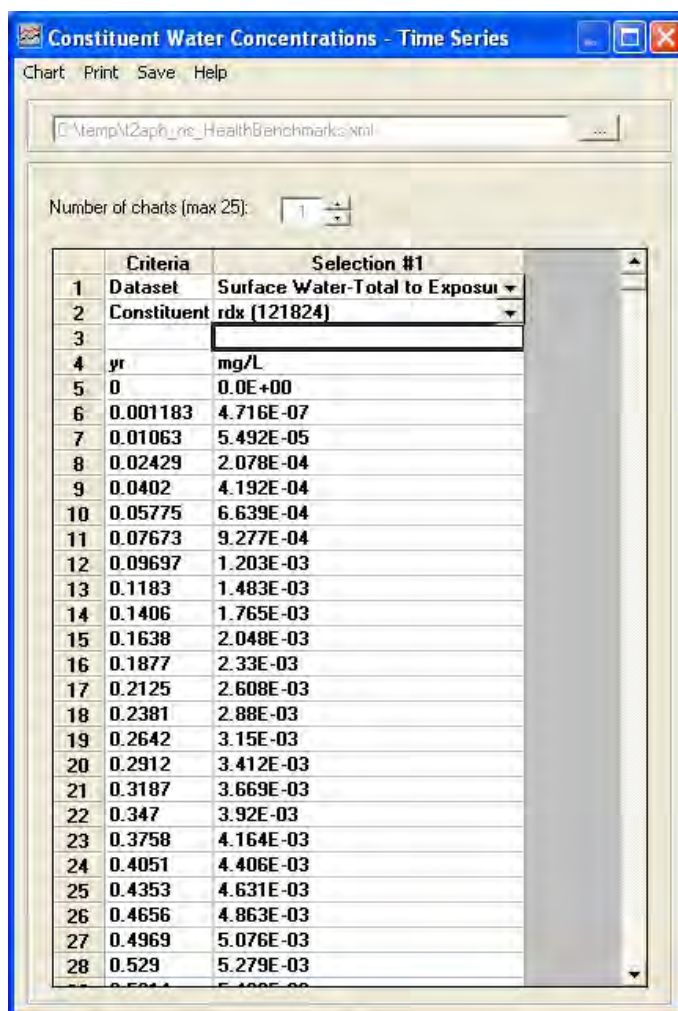 Constituent Water Concentrations - Time Series
Chart Print Save Help
...
Number of charts (max 25): 1
Criteria Selection #1
1 Dataset Surface Water-Total to Exposur
2 Constituent rdx (121824)
3
4 yr mg/L
5 0 0.0E+00
6 0.001183 4.716E-07
7 0.01063 5.492E-05
8 0.02429 2.078E-04
9 0.0402 4.192E-04
10 0.05775 6.639E-04
11 0.07673 9.277E-04
12 0.09697 1.203E-03
13 0.1183 1.483E-03
14 0.1406 1.765E-03
15 0.1638 2.048E-03
16 0.1877 2.33E-03
17 0.2125 2.608E-03
18 0.2381 2.88E-03
19 0.2642 3.15E-03
20 0.2912 3.412E-03
21 0.3187 3.669E-03
22 0.347 3.92E-03
23 0.3758 4.164E-03
24 0.4051 4.406E-03
25 0.4353 4.631E-03
26 0.4656 4.863E-03
27 0.4969 5.076E-03
28 0.529 5.279E-03